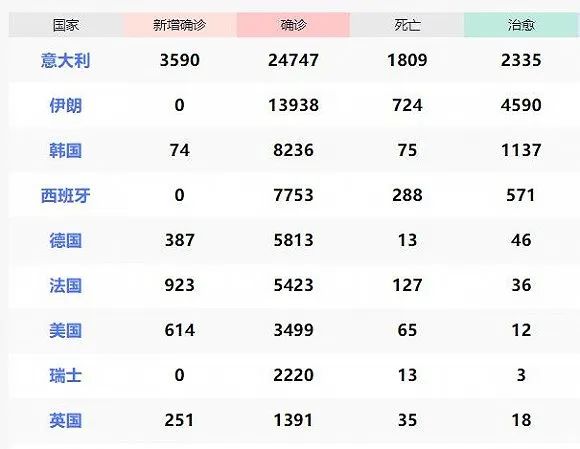 国家 新增确诊 确诊 死亡 治愈
意大利 3590 24747 1809 2335
伊朗 0 13938 724 4590
韩国 74 8236 75 1137
西班牙 0 7753 288 571
德国 387 5813 13 46
法国 923 5423 127 36
美国 614 3499 65 12
瑞士 0 2220 13 3
英国 251 1391 35 18